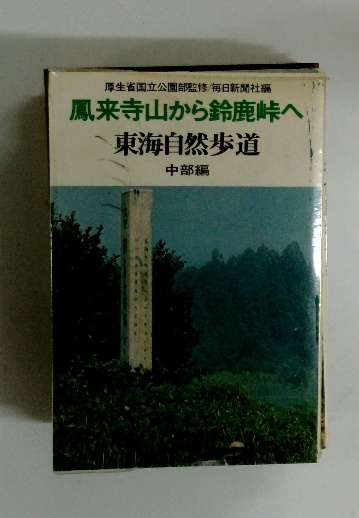 厚生省国立公園部監修/毎日新聞社編
鳳来寺山から鈴鹿峠へ
東海自然歩道
中部編